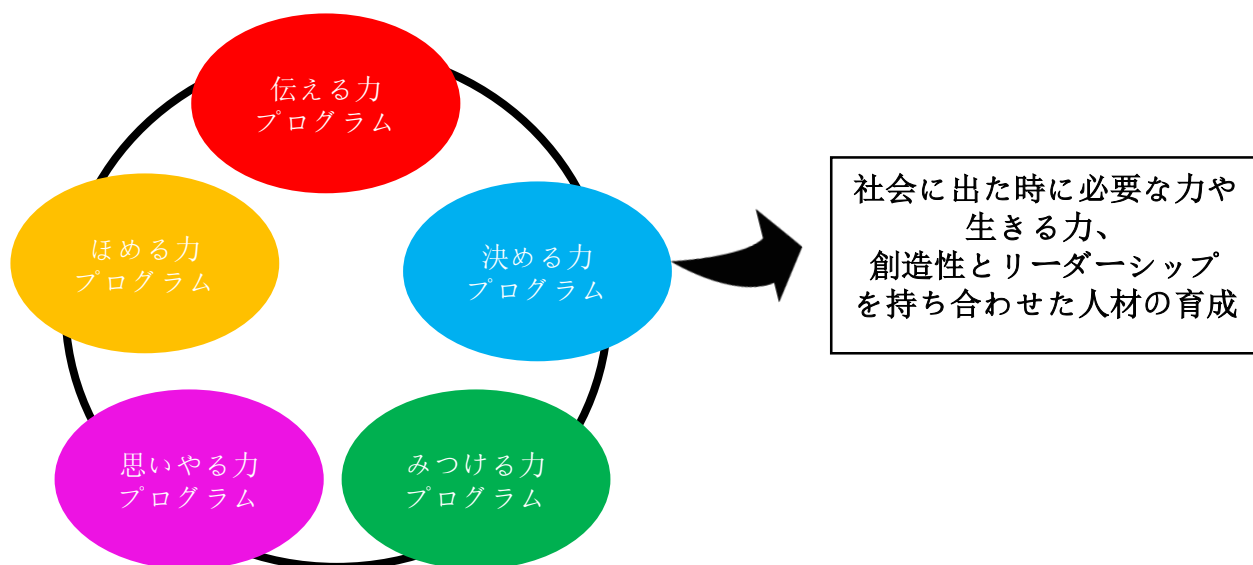 伝える力
プログラム
ほめる力
プログラム
決める力
プログラム
思いやる力
プログラム
みつける力
プログラム
社会に出た時に必要な力や
生きる力、
創造性とリーダーシップ
を持ち合わせた人材の育成